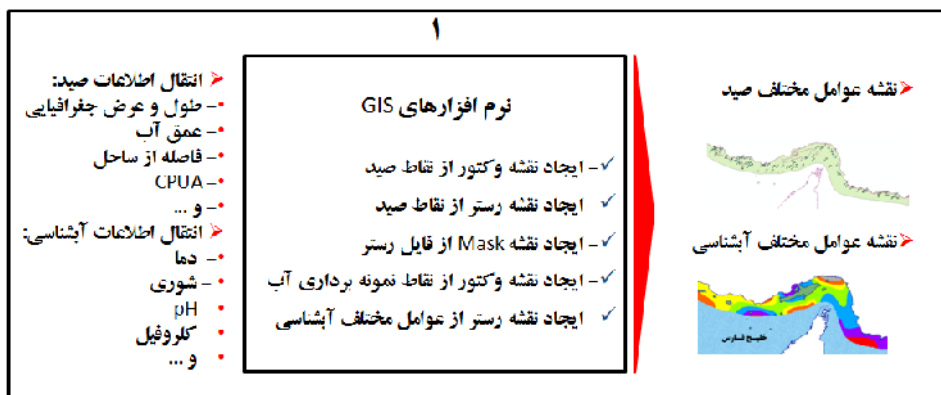 ۱
➢ انتقال اطلاعات صید:
• – طول و عرض جغرافیایی
• – عمق آب
• – فاصله از ساحل
• – CPUA
• – و ...
➢ انتقال اطلاعات آبشناسی:
• دما
• – شوری
• pH
• کلروفیل
• و ...
نرم افزارهای GIS
✓ – ایجاد نقشه وکتور از نقاط صید
✓ ایجاد نقشه رستر از نقاط صید
✓ ایجاد نقشه Mask از فایل رستر
✓ – ایجاد نقشه وکتور از نقاط نمونه برداری آب
✓ ایجاد نقشه رستر از عوامل مختلف آبشناسی
➢ نقشه عوامل مختلف صید
➢ نقشه عوامل مختلف آبشناسی
خلیج فارس